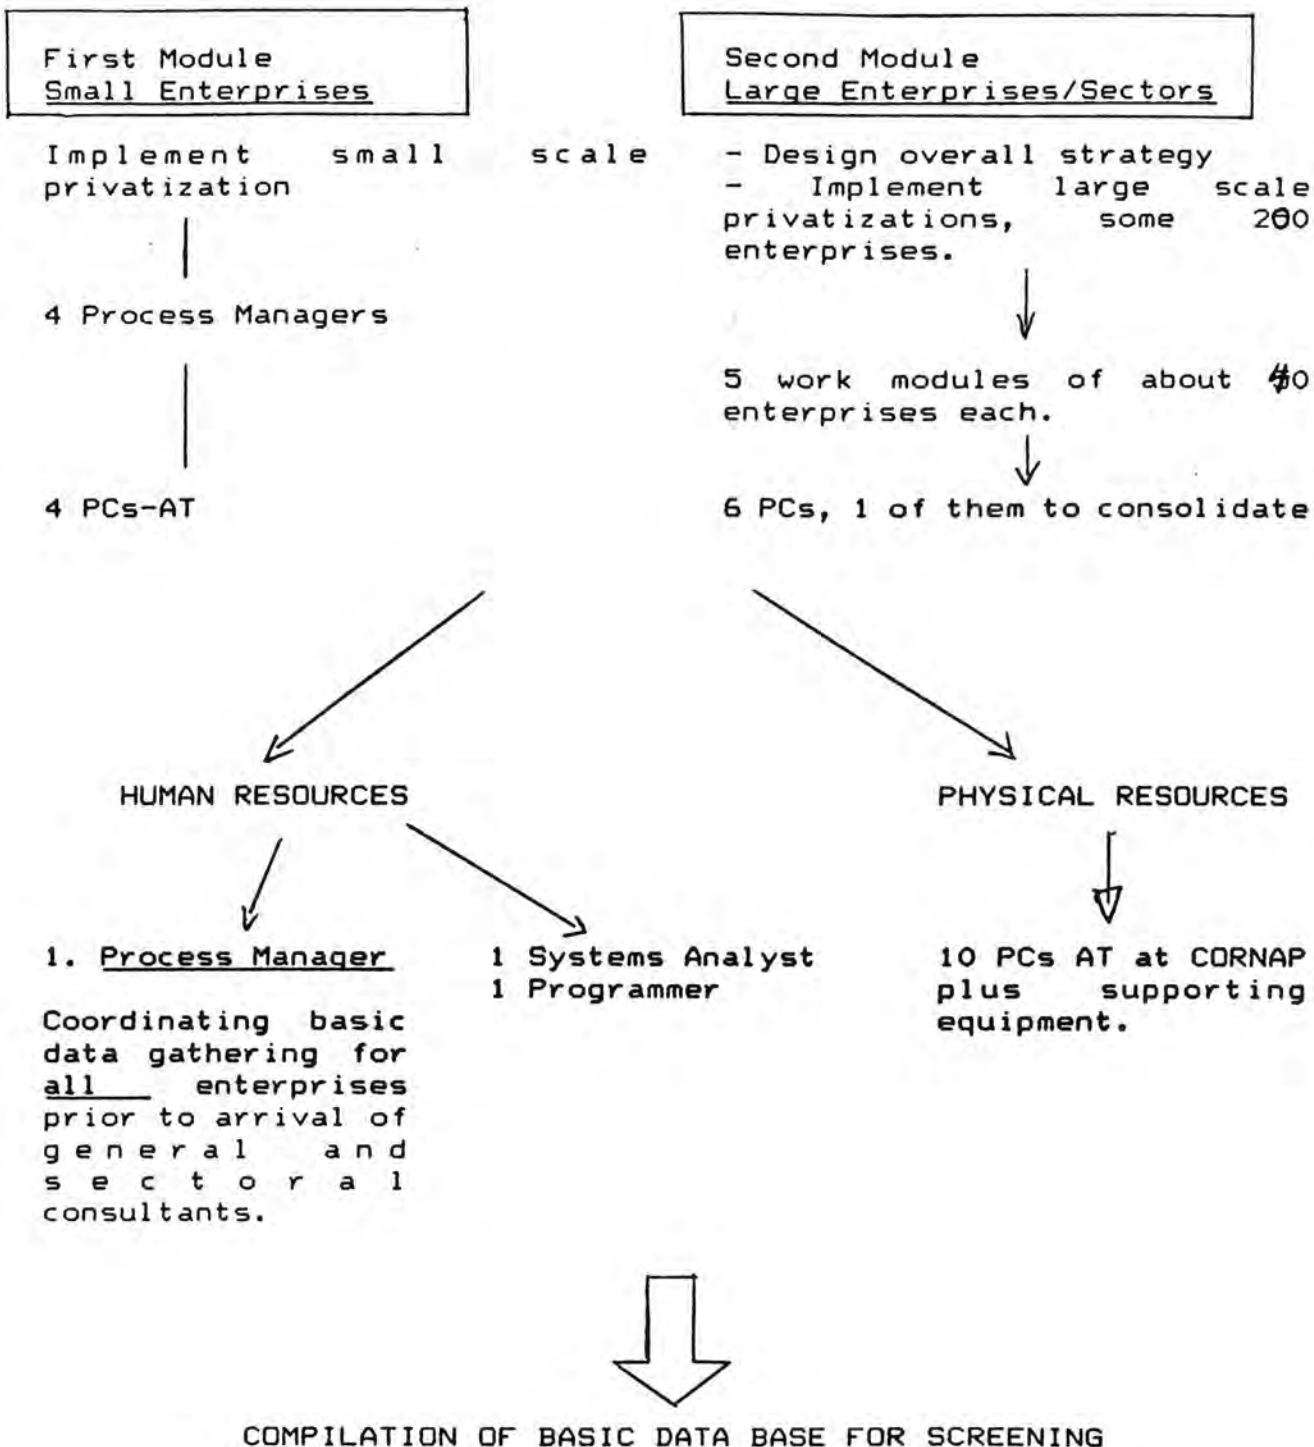 First Module
Small Enterprises
Implement small scale
privatization
4 Process Managers
4 PCs-AT
Second Module
Large Enterprises/Sectors
- Design overall strategy
- Implement large scale
privatizations, some 200
enterprises.
5 work modules of about 40
enterprises each.
6 PCs, 1 of them to consolidate
HUMAN RESOURCES
PHYSICAL RESOURCES
1. Process Manager
Coordinating basic
data gathering for
all enterprises
prior to arrival of
general and
sectoral
consultants.
1 Systems Analyst
1 Programmer
10 PCs AT at CORNAP
plus supporting
equipment.
COMPILATION OF BASIC DATA BASE FOR SCREENING